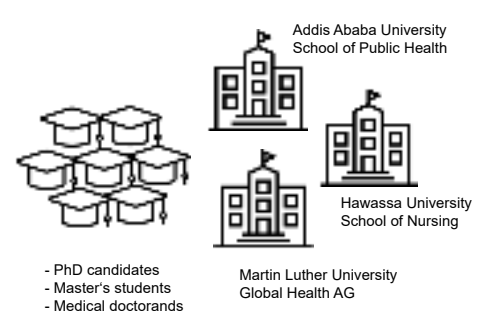 Addis Ababa University
School of Public Health
Hawassa University
School of Nursing
- PhD candidates
- Master‘s students
- Medical doctorands
Martin Luther University
Global Health AG